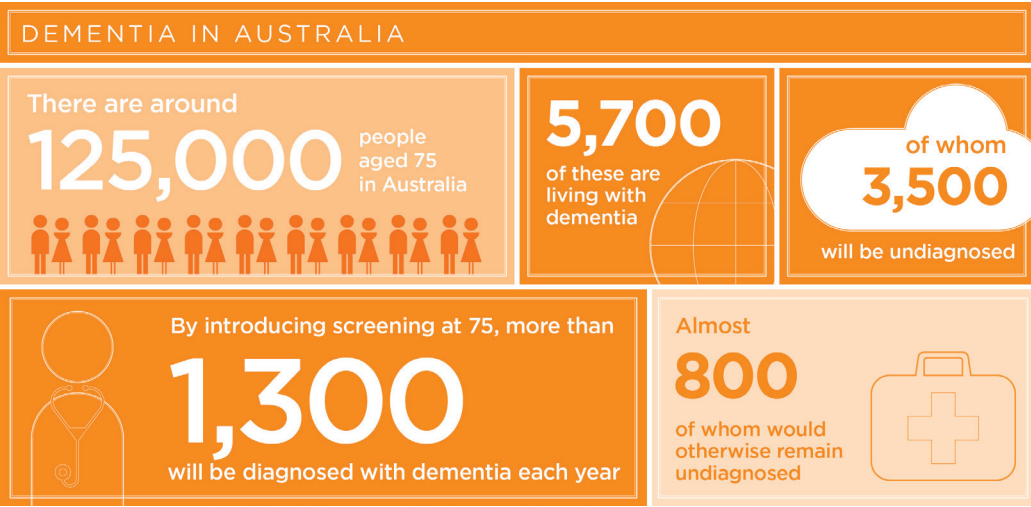 DEMENTIA IN AUSTRALIA
There are around
125,000
people
aged 75
in Australia
5,700
of these are
living with
dementia
of whom
3,500
will be undiagnosed
By introducing screening at 75, more than
1,300
will be diagnosed with dementia each year
Almost
800
of whom would
otherwise remain
undiagnosed